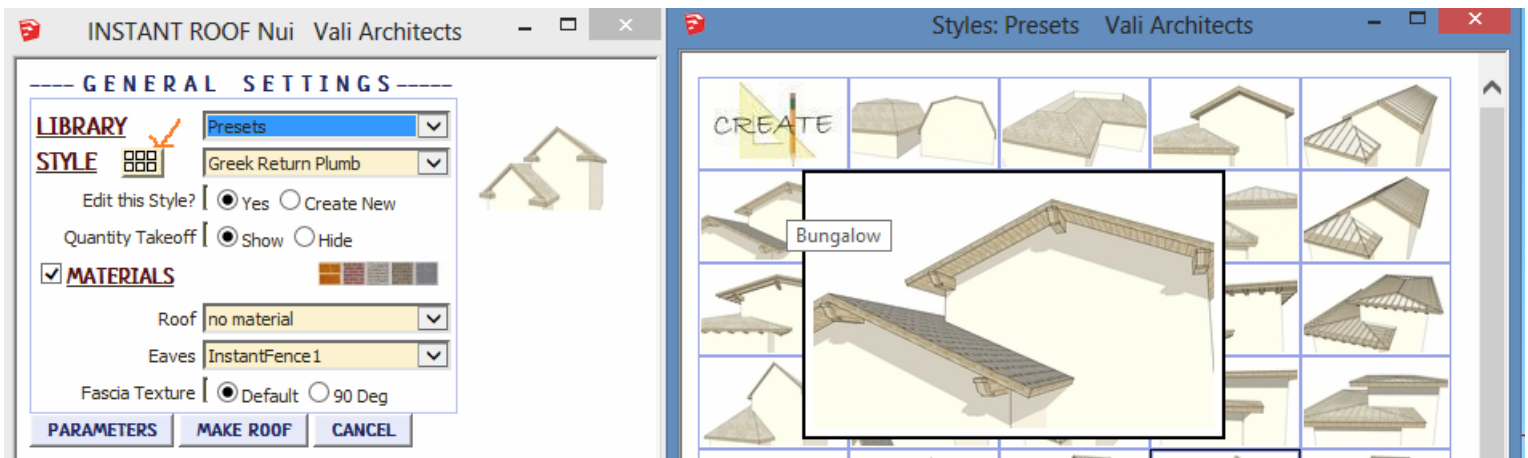 INSTANT ROOF Nui Vali Architects
---- GENERAL SETTINGS-----
LIBRARY Presets
STYLE Greek Return Plumb
Edit this Style? Yes Create New
Quantity Takeoff Show Hide
MATERIALS
Roof no material
Eaves InstantFence1
Fascia Texture Default 90 Deg
PARAMETERS MAKE ROOF CANCEL
Styles: Presets Vali Architects
CREATE
Bungalow